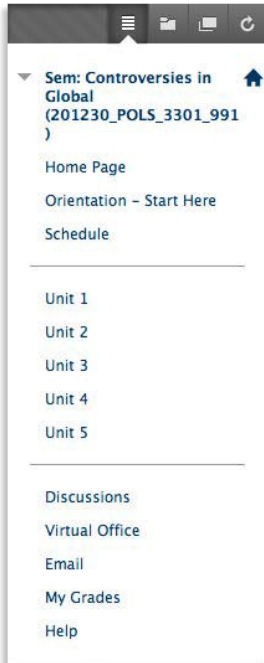 Sem: Controversies in
Global
(201230_POLS_3301_991
)
Home Page
Orientation – Start Here
Schedule
Unit 1
Unit 2
Unit 3
Unit 4
Unit 5
Discussions
Virtual Office
Email
My Grades
Help